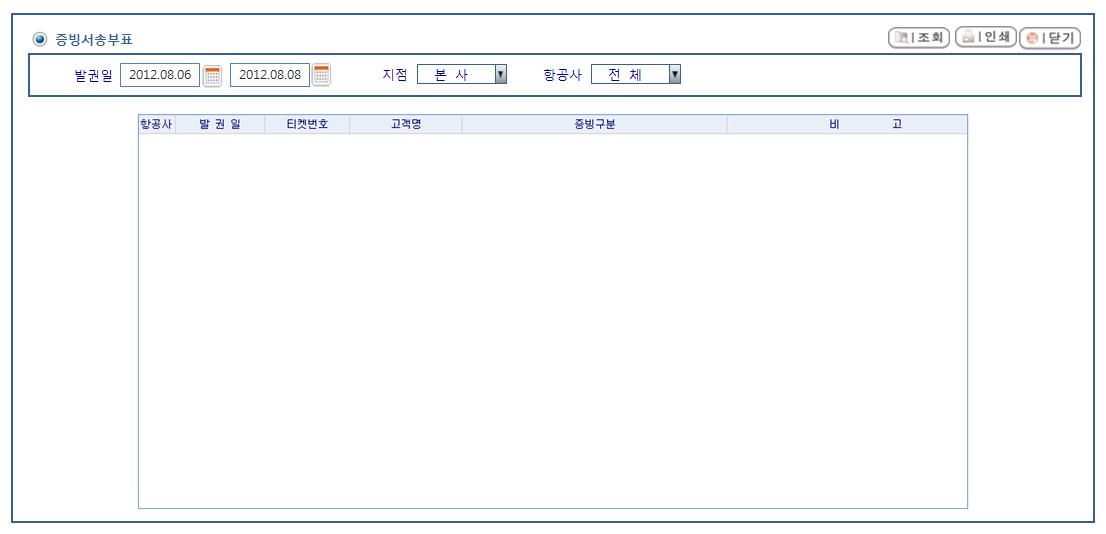 증빙서송부표
조회 인쇄 닫기
발권일 2012.08.06 2012.08.08 지점 본 사 항공사 전 체
항공사 발 권 일 티켓번호 고객명 증빙구분 비 고